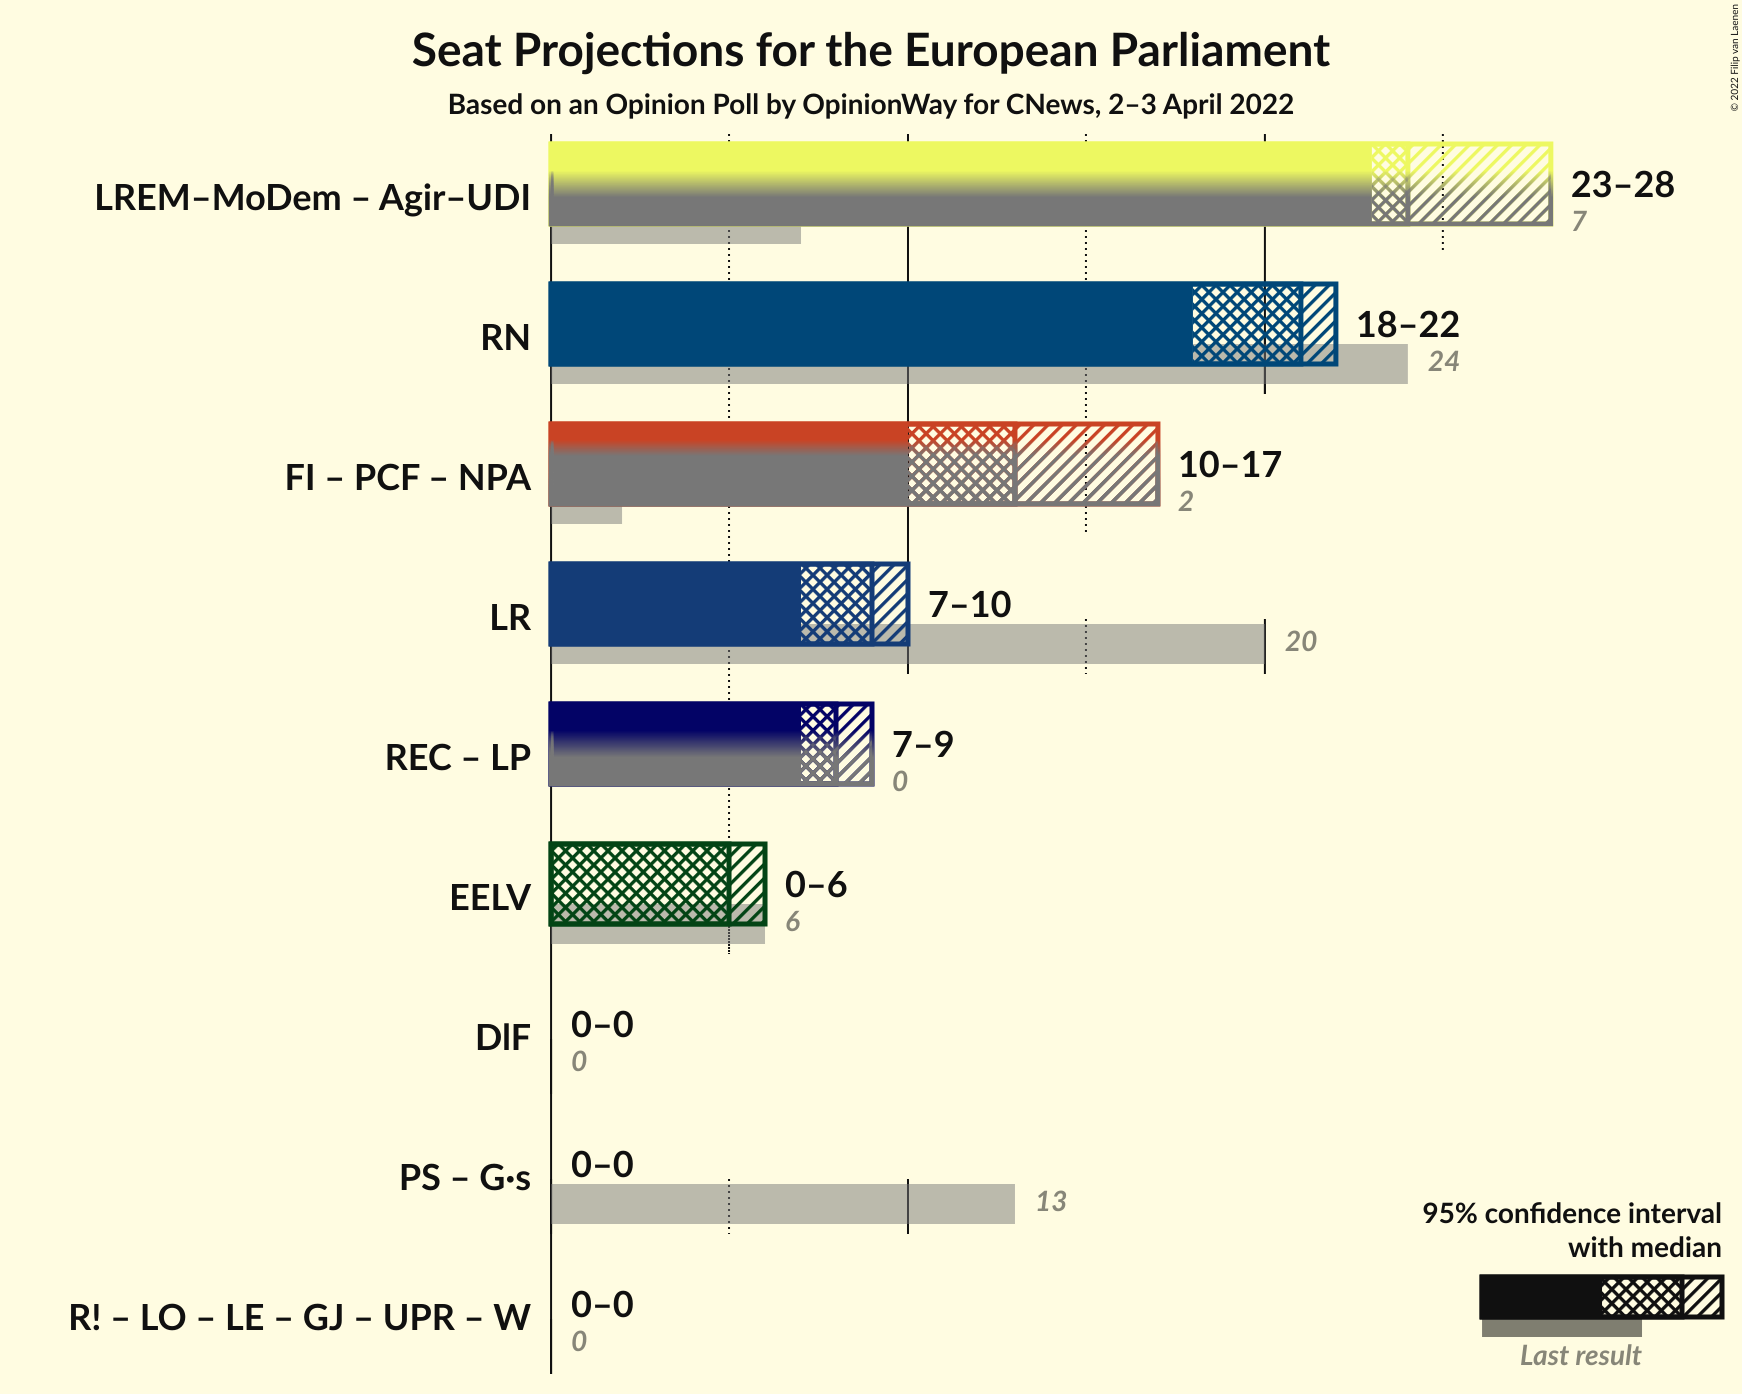 Seat Projections for the European Parliament
Based on an Opinion Poll by OpinionWay for CNews, 2–3 April 2022
© 2022 Filip van Laenen
LREM–MoDem – Agir–UDI
23–28
7
RN
18–22
24
FI – PCF – NPA
10–17
2
LR
7–10
20
REC – LP
7–9
0
EELV
0–6
6
DlF
0–0
0
PS – G·s
0–0
13
R! – LO – LE – GJ – UPR – W
0–0
0
95% confidence interval
with median
Last result